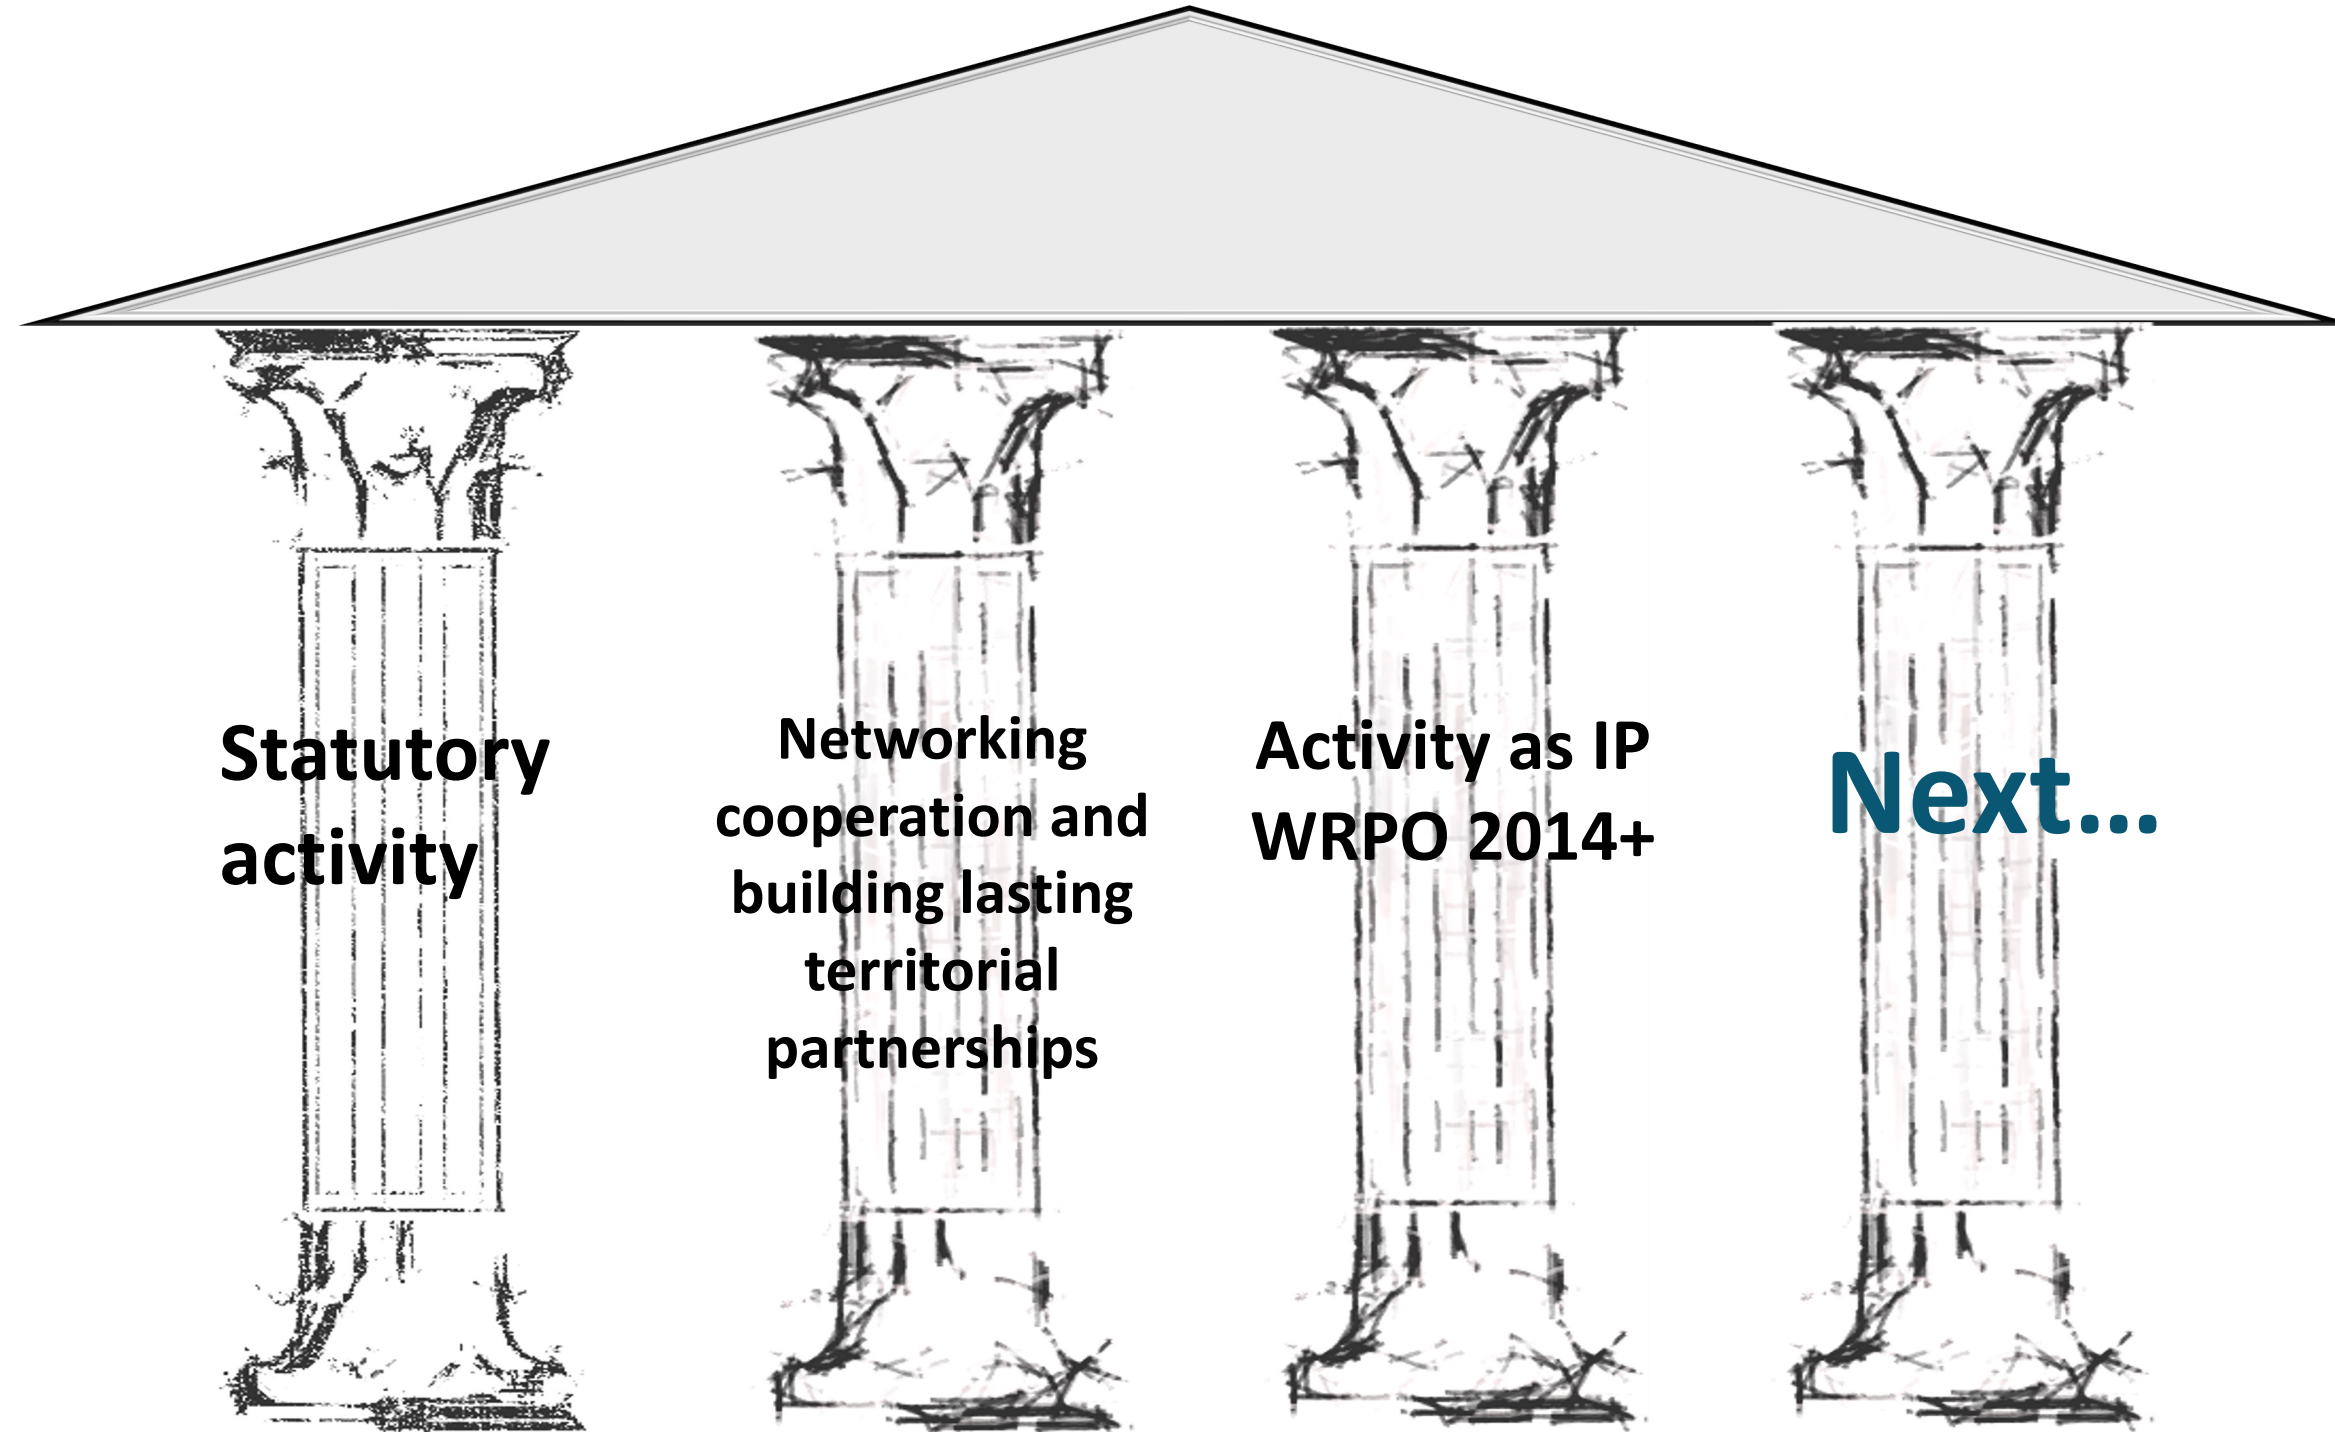 Statutory
activity
Networking
cooperation and
building lasting
territorial
partnerships
Activity as IP
WRPO 2014+
Next...